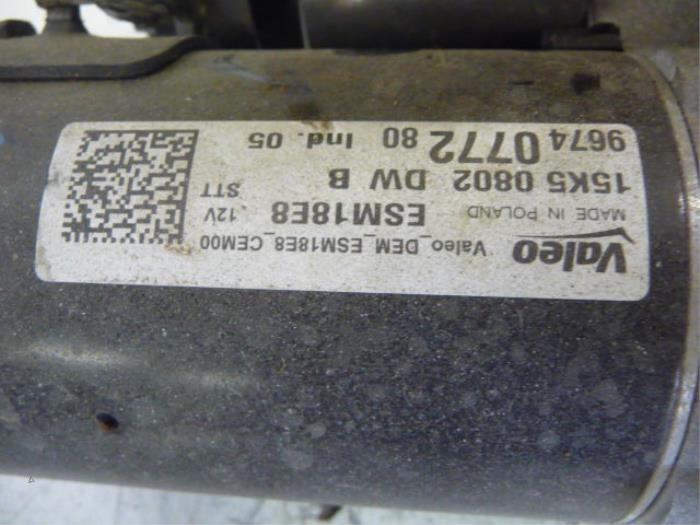 Valeo Valeo_DEM_ESM18E8_CEM00
MADE IN POLAND ESM18E8 12V
15K5 0802 DW B STT
9674 0772 80 Ind. 05